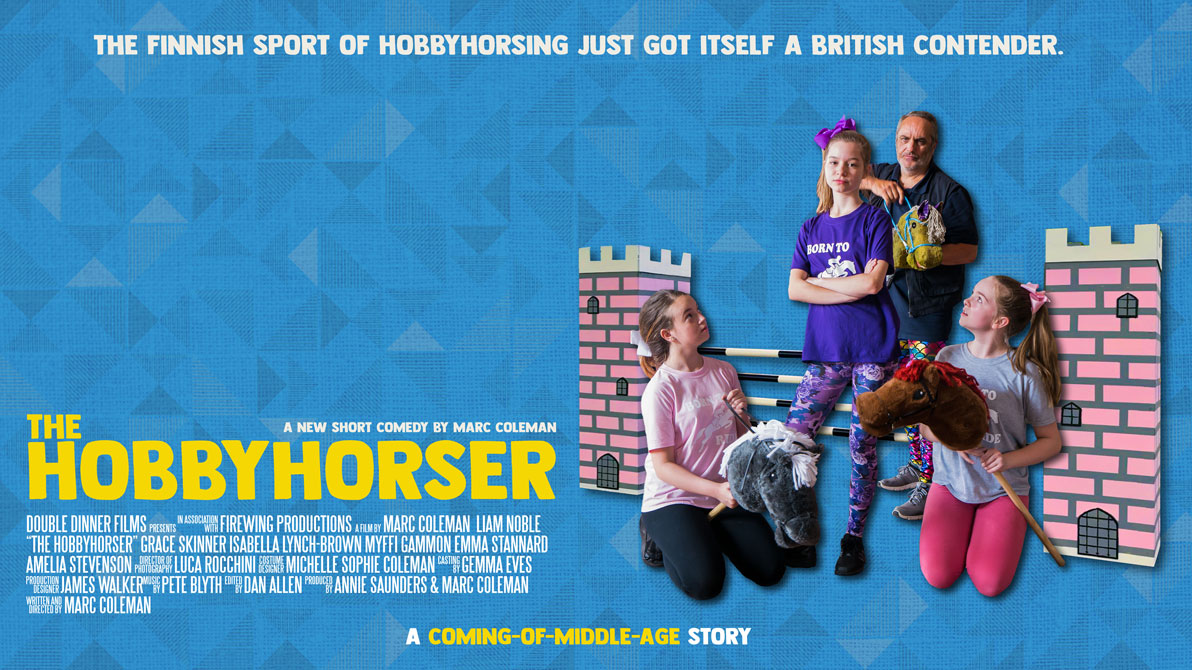 THE FINNISH SPORT OF HOBBYHORSING JUST GOT ITSELF A BRITISH CONTENDER.
BORN TO
BORN TO
A NEW SHORT COMEDY BY MARC COLEMAN
THE
HOBBYHORSER
DOUBLE DINNER FILMS PRESENTS IN ASSOCIATION WITH FIREWING PRODUCTIONS A FILM BY MARC COLEMAN LIAM NOBLE
"THE HOBBYHORSER" GRACE SKINNER ISABELLA LYNCH-BROWN MYFFI GAMMON EMMA STANNARD
AMELIA STEVENSON DIRECTOR OF PHOTOGRAPHY LUCA ROCCHINI COSTUME DESIGNER MICHELLE SOPHIE COLEMAN CASTING BY GEMMA EVES
PRODUCTION DESIGNER JAMES WALKER MUSIC BY PETE BLYTH EDITED BY DAN ALLEN PRODUCED BY ANNIE SAUNDERS & MARC COLEMAN
WRITTEN AND DIRECTED BY MARC COLEMAN
A COMING-OF-MIDDLE-AGE STORY